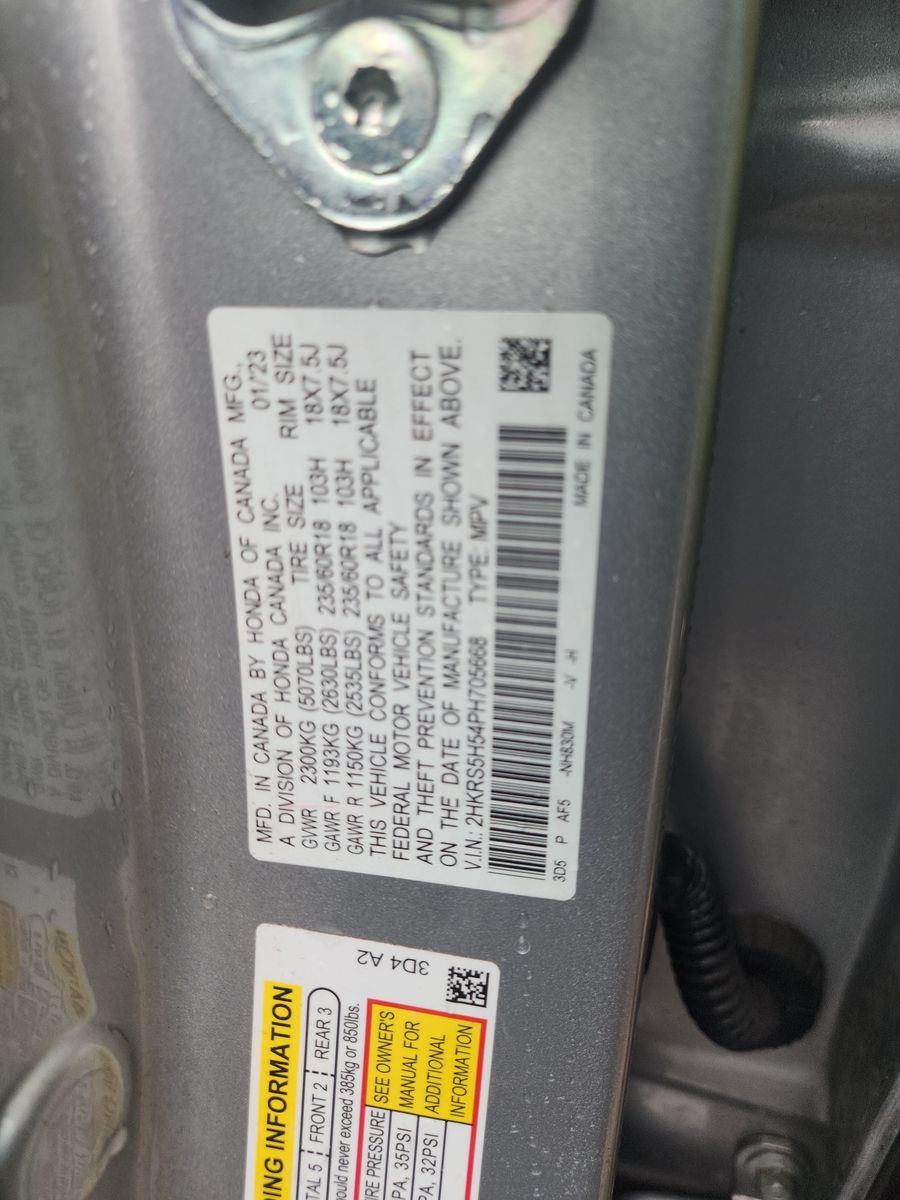 MFD. IN CANADA BY HONDA OF CANADA MFG.,
A DIVISION OF HONDA CANADA INC. 01/23
GVWR 2300KG (5070LBS) TIRE SIZE RIM SIZE
GAWR F 1193KG (2630LBS) 235/60R18 103H 18X7.5J
GAWR R 1150KG (2535LBS) 235/60R18 103H 18X7.5J
THIS VEHICLE CONFORMS TO ALL APPLICABLE
FEDERAL MOTOR VEHICLE SAFETY
AND THEFT PREVENTION STANDARDS IN EFFECT
ON THE DATE OF MANUFACTURE SHOWN ABOVE.
V.I.N.: 2HKRS5H54PH705668 TYPE: MPV
3D5 P AF5 -NH830M -V -H
MADE IN CANADA
3D4 A2
ING INFORMATION
TAL 5 FRONT 2 REAR 3
ould never exceed 385kg or 850lbs.
IRE PRESSURE
PA, 35PSI
PA, 32PSI
SEE OWNER'S
MANUAL FOR
ADDITIONAL
INFORMATION